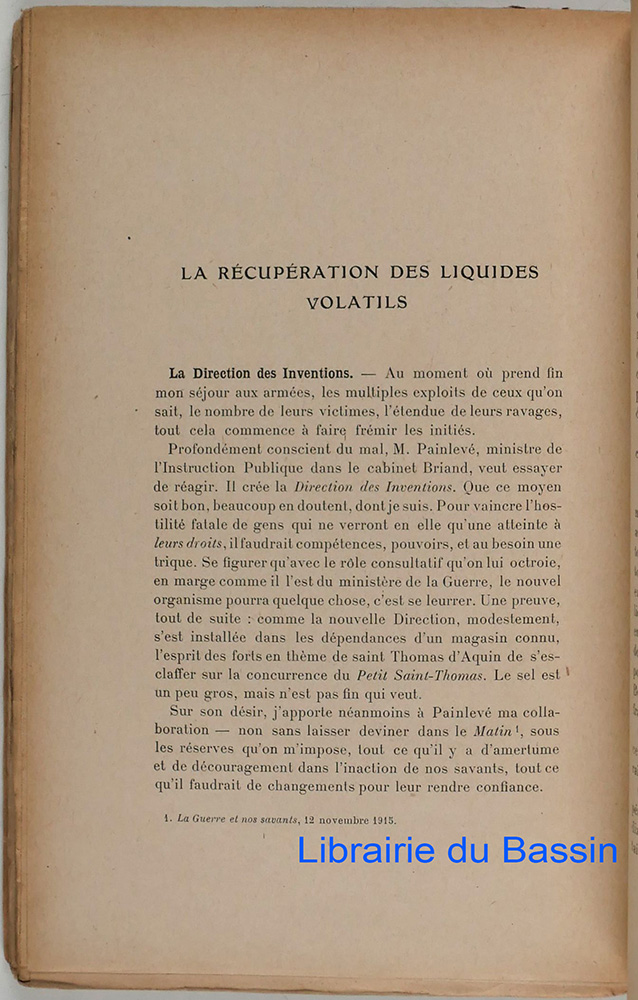 LA RÉCUPÉRATION DES LIQUIDES
VOLATILS
La Direction des Inventions. — Au moment où prend fin
mon séjour aux armées, les multiples exploits de ceux qu'on
sait, le nombre de leurs victimes, l'étendue de leurs ravages,
tout cela commence à faire frémir les initiés.
Profondément conscient du mal, M. Painlevé, ministre de
l'Instruction Publique dans le cabinet Briand, veut essayer
de réagir. Il crée la Direction des Inventions. Que ce moyen
soit bon, beaucoup en doutent, dont je suis. Pour vaincre l'hos-
tilité fatale de gens qui ne verront en elle qu'une atteinte à
leurs droits, il faudrait compétences, pouvoirs, et au besoin une
trique. Se figurer qu'avec le rôle consultatif qu'on lui octroie,
en marge comme il l'est du ministère de la Guerre, le nouvel
organisme pourra quelque chose, c'est se leurrer. Une preuve,
tout de suite : comme la nouvelle Direction, modestement,
s'est installée dans les dépendances d'un magasin connu,
l'esprit des forts en thème de saint Thomas d'Aquin de s'es-
claffer sur la concurrence du Petit Saint-Thomas. Le sel est
un peu gros, mais n'est pas fin qui veut.
Sur son désir, j'apporte néanmoins à Painlevé ma colla-
boration — non sans laisser deviner dans le Matin¹, sous
les réserves qu'on m'impose, tout ce qu'il y a d'amertume
et de découragement dans l'inaction de nos savants, tout ce
qu'il faudrait de changements pour leur rendre confiance.
1. La Guerre et nos savants, 12 novembre 1915.
Librairie du Bassin